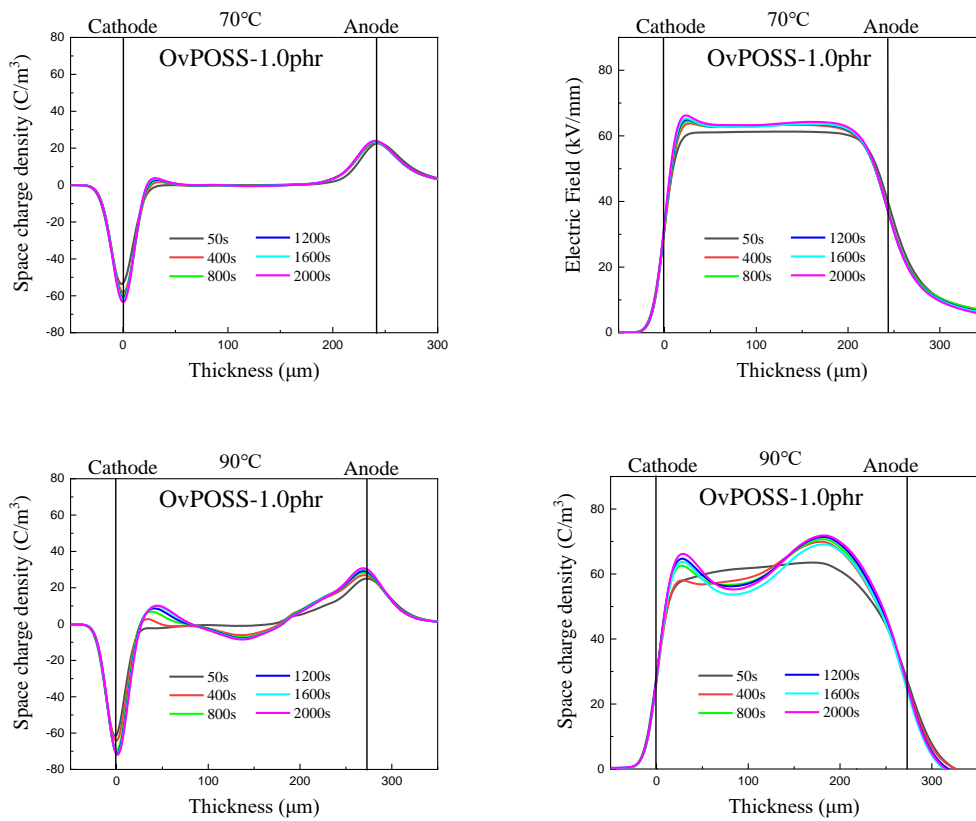 70℃
Cathode
Anode
OvPOSS-1.0phr
Space charge density (C/m³)
80
60
40
20
0
-20
-40
-60
-80
50s
400s
800s
1200s
1600s
2000s
0
100
200
300
Thickness (μm)
70℃
Cathode
Anode
OvPOSS-1.0phr
Electric Field (kV/mm)
80
60
40
20
0
50s
400s
800s
1200s
1600s
2000s
0
100
200
300
Thickness (μm)
90℃
Cathode
Anode
OvPOSS-1.0phr
Space charge density (C/m³)
80
60
40
20
0
-20
-40
-60
-80
50s
400s
800s
1200s
1600s
2000s
0
100
200
300
Thickness (μm)
90℃
Cathode
Anode
OvPOSS-1.0phr
Space charge density (C/m³)
80
60
40
20
0
50s
400s
800s
1200s
1600s
2000s
0
100
200
300
Thickness (μm)